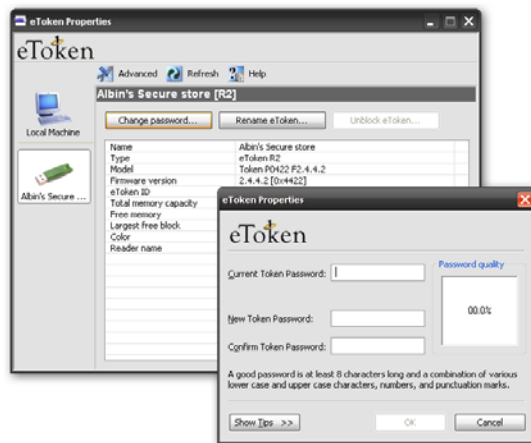 eToken Properties
eToken
Advanced Refresh Help
Albin's Secure store [R2]
Local Machine
Albin's Secure ...
Change password... Rename eToken... Unblock eToken...
Name Albin's Secure store
Type eToken R2
Model Token P0422 F2.4.4.2
Firmware version 2.4.4.2 [0x4422]
eToken ID
Total memory capacity
Free memory
Largest free block
Color
Reader name
eToken Properties
eToken
Current Token Password:
New Token Password:
Confirm Token Password:
Password quality
00.0%
A good password is at least 8 characters long and a combination of various
lower case and upper case characters, numbers, and punctuation marks.
Show Tips >> OK Cancel